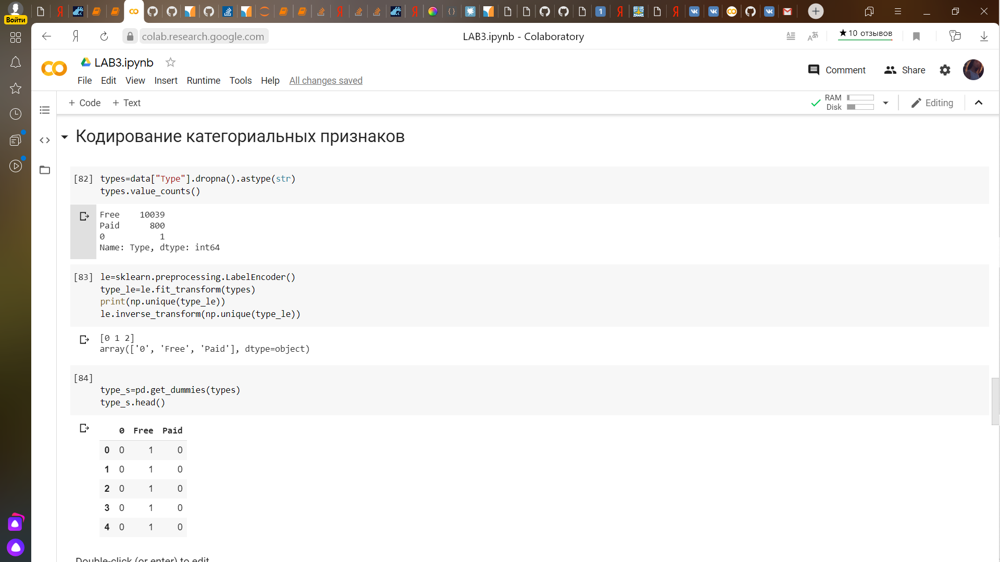 Войти
colab.research.google.com
LAB3.ipynb - Colaboratory
★10 отзывов
LAB3.ipynb
File Edit View Insert Runtime Tools Help All changes saved
Comment Share
+ Code + Text
RAM
Disk
Editing
Кодирование категориальных признаков
[82] types=data["Type"].dropna().astype(str)
types.value_counts()
Free 10039
Paid 800
0 1
Name: Type, dtype: int64
[83] le=sklearn.preprocessing.LabelEncoder()
type_le=le.fit_transform(types)
print(np.unique(type_le))
le.inverse_transform(np.unique(type_le))
[0 1 2]
array(['0', 'Free', 'Paid'], dtype=object)
[84]
type_s=pd.get_dummies(types)
type_s.head()
0 Free Paid
0 0 1 0
1 0 1 0
2 0 1 0
3 0 1 0
4 0 1 0
Double-click (or enter) to edit